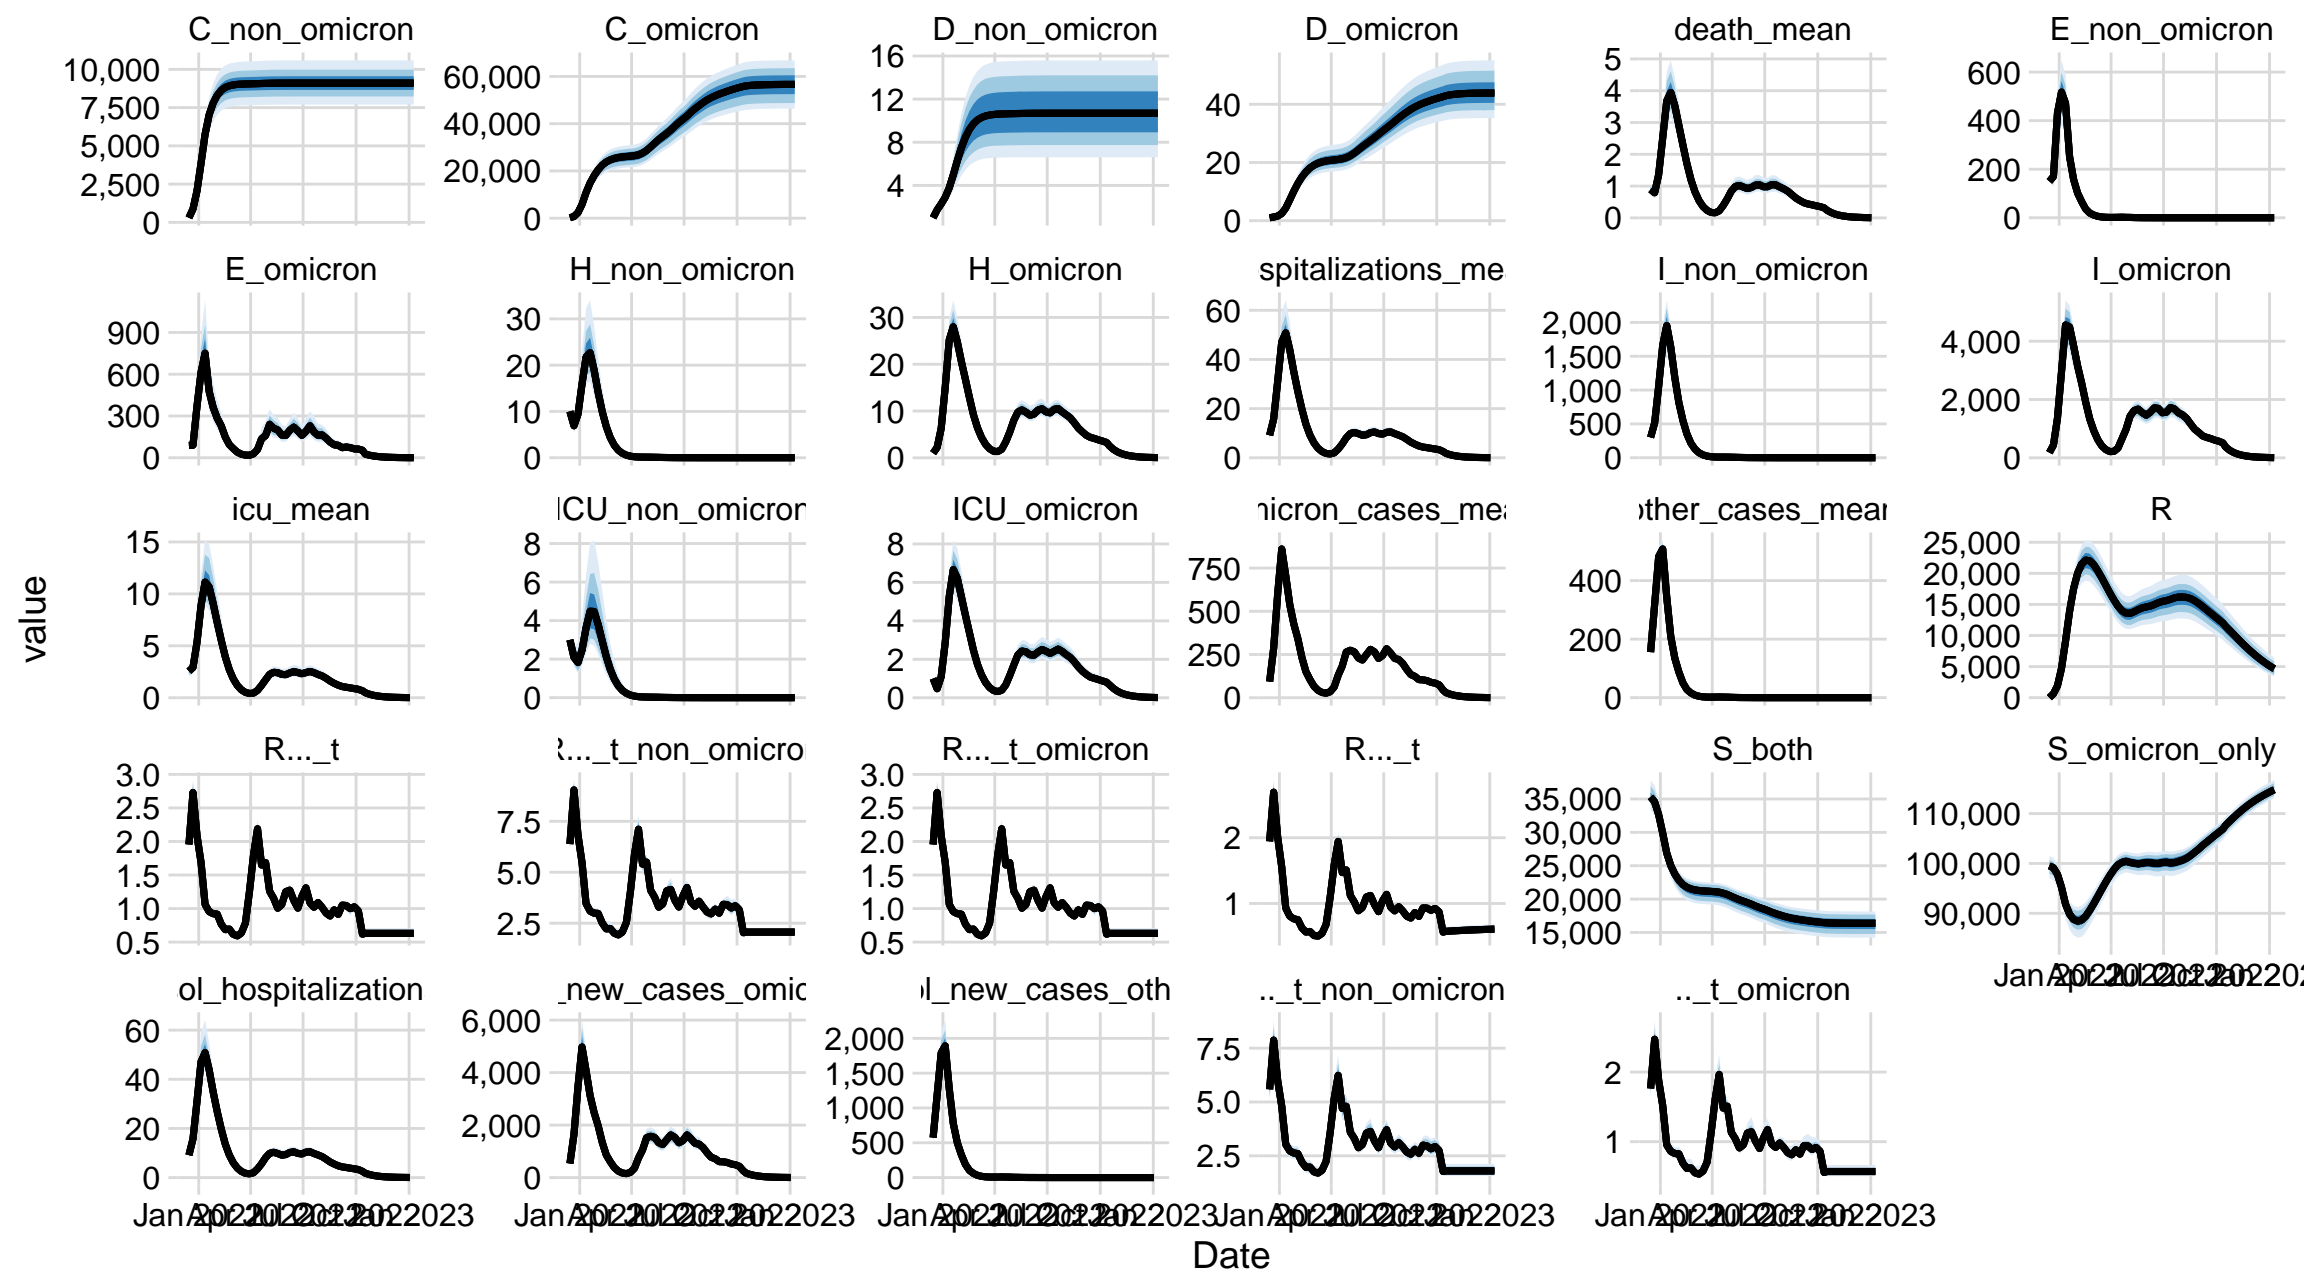 C_non_omicron C_omicron D_non_omicron D_omicron death_mean E_non_omicron
10,000 7,500 5,000 2,500 0
60,000 40,000 20,000 0
16 12 8 4
40 20 0
5 4 3 2 1 0
600 400 200 0
E_omicron H_non_omicron H_omicron spitalizations_me I_non_omicron I_omicron
900 600 300 0
30 20 10 0
30 20 10 0
60 40 20 0
2,000 1,500 1,000 500 0
4,000 2,000 0
icu_mean ICU_non_omicron ICU_omicron nicron_cases_mea other_cases_mean R
15 10 5 0
8 6 4 2 0
8 6 4 2 0
750 500 250 0
400 200 0
25,000 20,000 15,000 10,000 5,000 0
value
R..._t R..._t_non_omicro R..._t_omicron R..._t S_both S_omicron_only
3.0 2.5 2.0 1.5 1.0 0.5
7.5 5.0 2.5
3.0 2.5 2.0 1.5 1.0 0.5
2 1
35,000 30,000 25,000 20,000 15,000
110,000 100,000 90,000
ol_hospitalization _new_cases_omic ol_new_cases_oth .._t_non_omicron .._t_omicron
60 40 20 0
6,000 4,000 2,000 0
2,000 1,500 1,000 500 0
7.5 5.0 2.5
2 1
Date